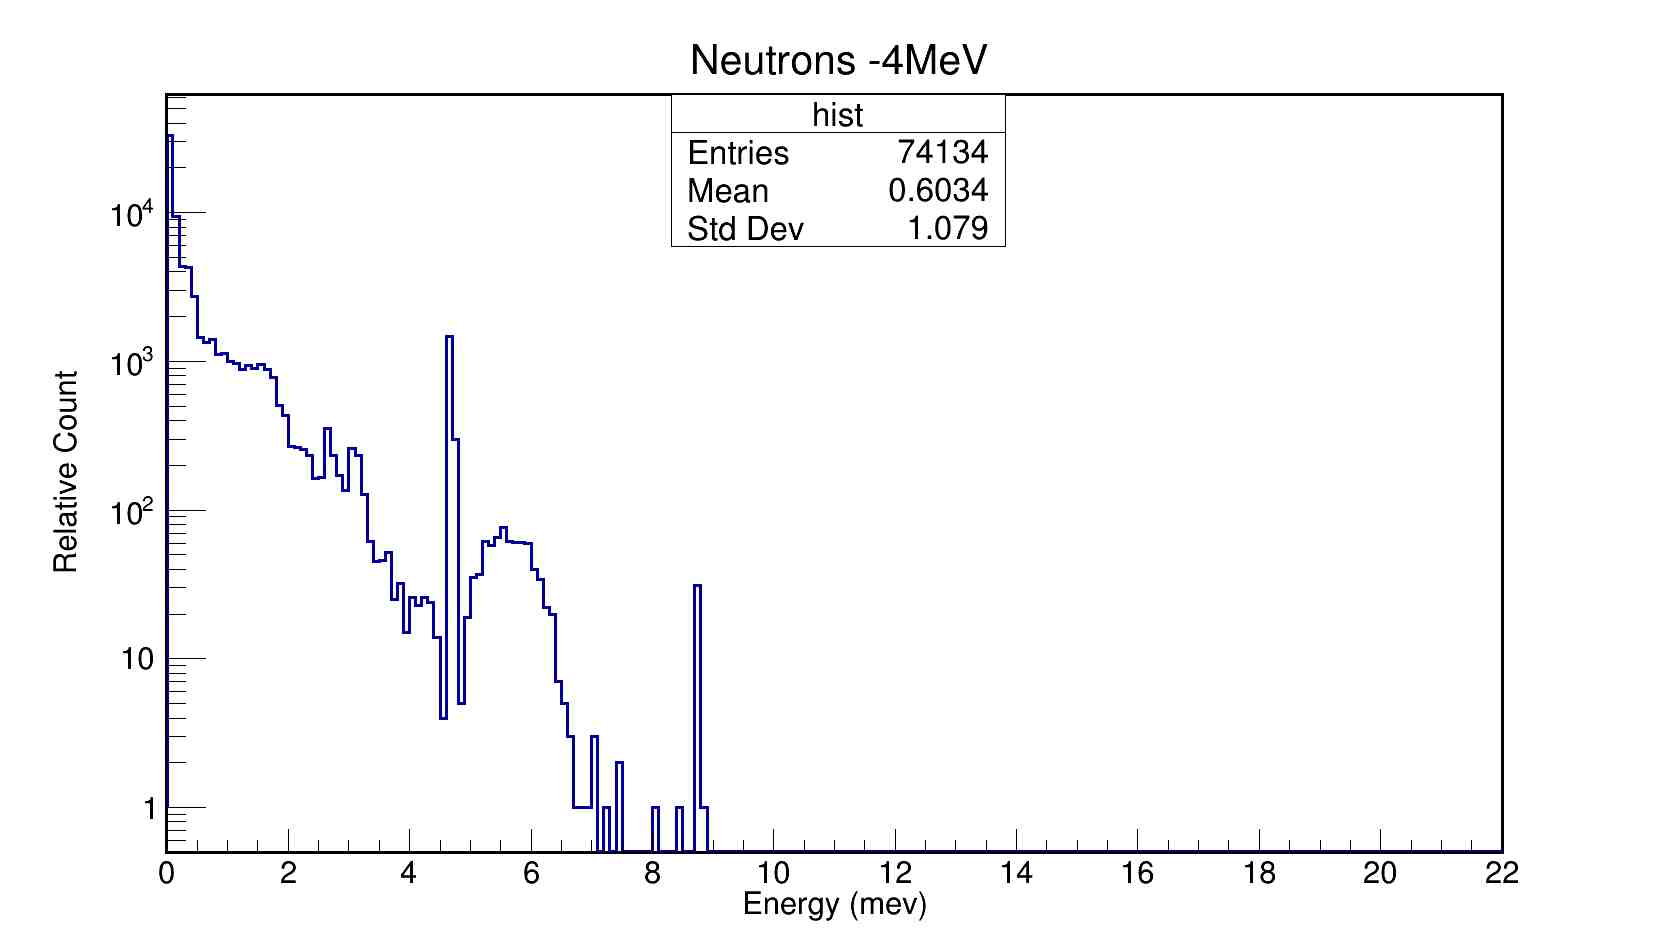 Neutrons -4MeV
hist
Entries 74134
Mean 0.6034
Std Dev 1.079
Relative Count
10^4
10^3
10^2
10
1
0 2 4 6 8 10 12 14 16 18 20 22
Energy (mev)